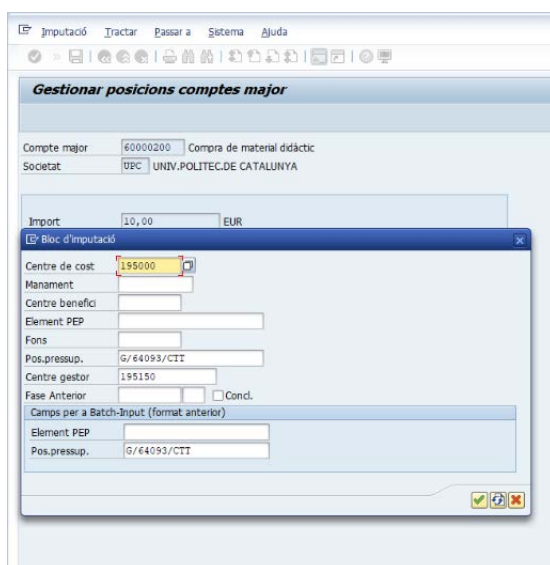 Imputació Tractar Passar a Sistema Ajuda
Gestionar posicions comptes major
Compte major 60000200 Compra de material didàctic
Societat UPC UNIV.POLITEC.DE CATALUNYA
Import 10,00 EUR
Bloc d'imputació
Centre de cost 195000
Manament
Centre benefici
Element PEP
Fons
Pos.pressup. G/64093/CTT
Centre gestor 195150
Fase Anterior Concl.
Camps per a Batch-Input (format anterior)
Element PEP
Pos.pressup. G/64093/CTT